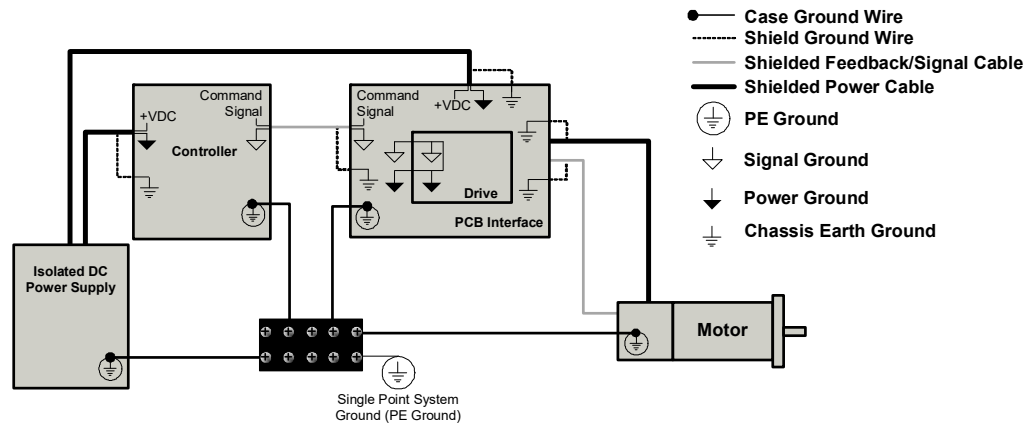 Case Ground Wire
Shield Ground Wire
Shielded Feedback/Signal Cable
Shielded Power Cable
PE Ground
Signal Ground
Power Ground
Chassis Earth Ground
+VDC
Command
Signal
Controller
Command
Signal
+VDC
Drive
PCB Interface
Isolated DC
Power Supply
Motor
Single Point System
Ground (PE Ground)